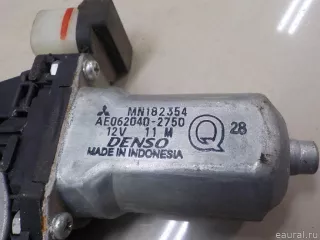 MN182354
AE062040-2750
12V 11 M
DENSO
MADE IN INDONESIA
Q 28
© eaural.ru